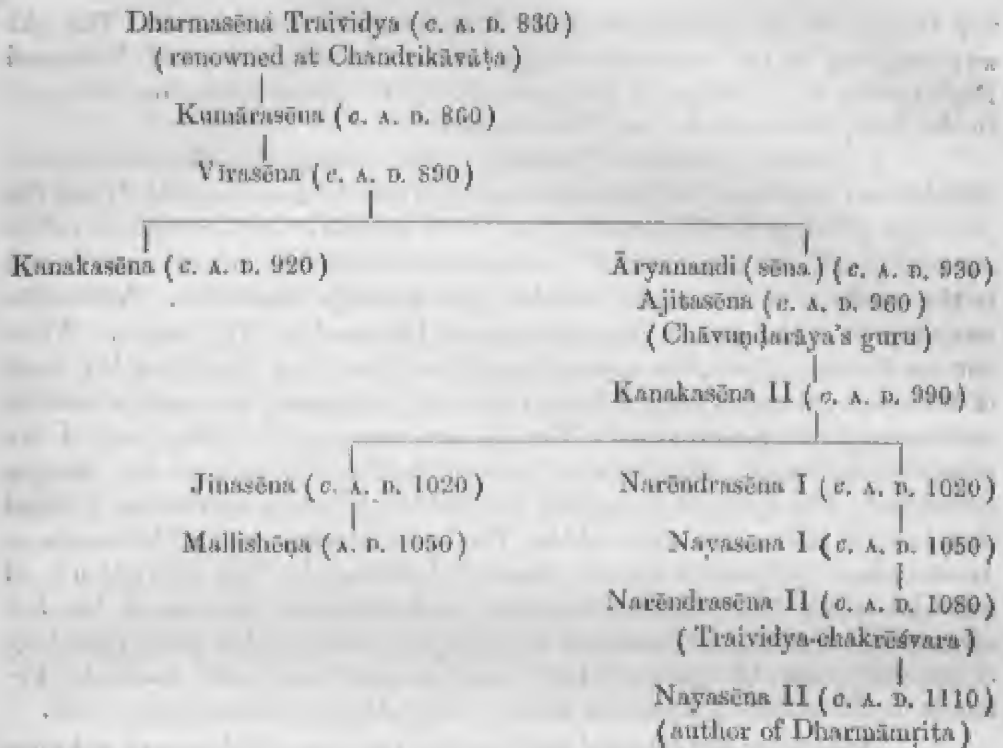 Dharmasēna Traividya (c. A. D. 830)
(renowned at Chandrikāvāṭa)
Kumārasēna (c. A. D. 860)
Vīrasēna (c. A. D. 890)
Kanakasēna (c. A. D. 920) Āryanandi (sēna) (c. A. D. 930)
Ajitasēna (c. A. D. 960)
(Chāvuṇḍarāya's guru)
Kanakasēna II (c. A. D. 990)
Jinasēna (c. A. D. 1020) Narēndrasēna I (c. A. D. 1020)
Mallishēṇa (A. D. 1050) Nayasēna I (c. A. D. 1050)
Narēndrasēna II (c. A. D. 1080)
(Traividya-chakrēśvara)
Nayasēna II (c. A. D. 1110)
(author of Dharmāmṛita)